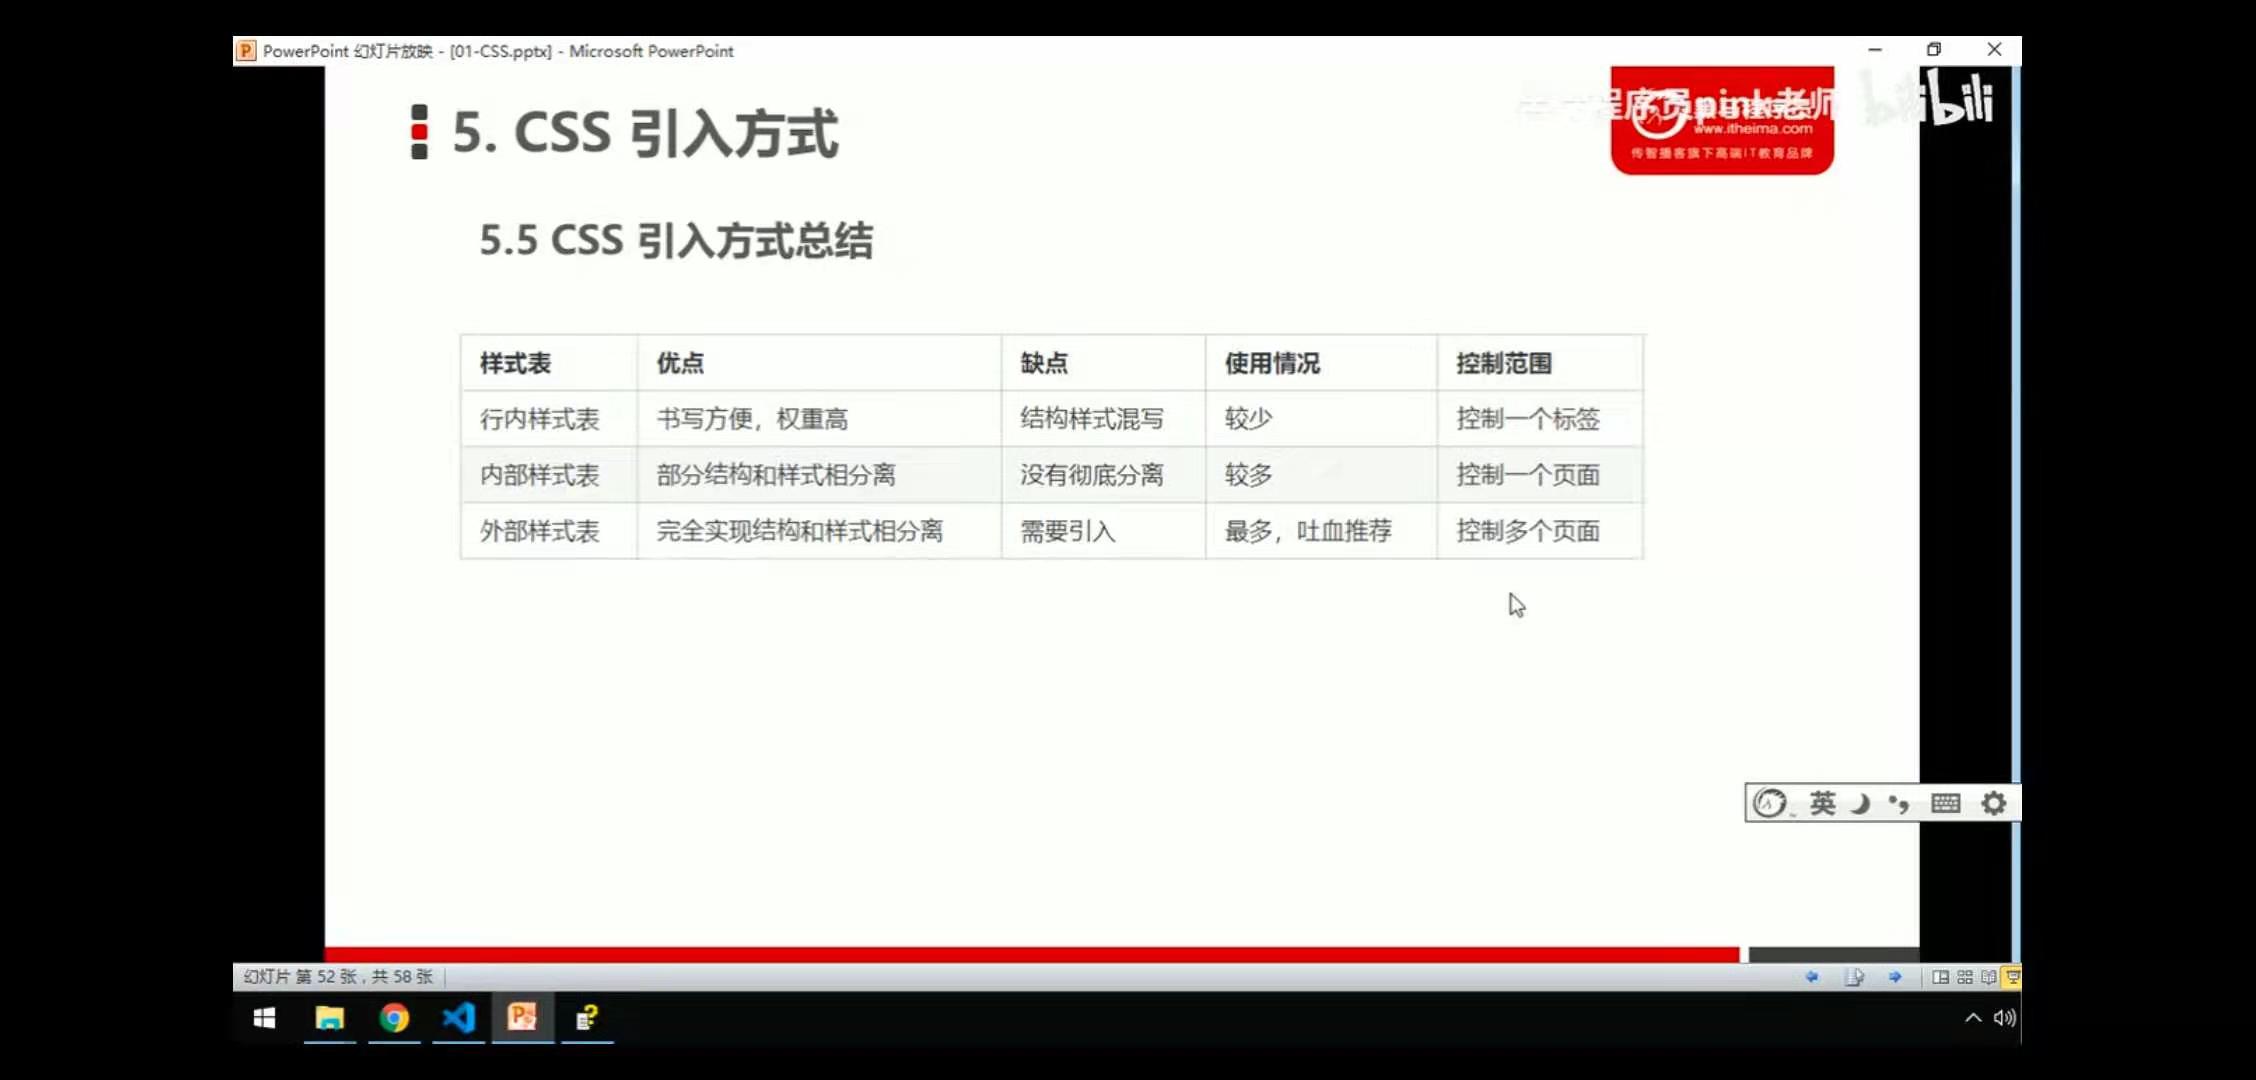 PowerPoint 幻灯片放映 - [01-CSS.pptx] - Microsoft PowerPoint
程序员pink老师 bilibili
www.itheima.com
传智播客旗下高端IT教育品牌
5. CSS 引入方式
5.5 CSS 引入方式总结
样式表 优点 缺点 使用情况 控制范围
行内样式表 书写方便，权重高 结构样式混写 较少 控制一个标签
内部样式表 部分结构和样式相分离 没有彻底分离 较多 控制一个页面
外部样式表 完全实现结构和样式相分离 需要引入 最多，吐血推荐 控制多个页面
英
幻灯片 第 52 张，共 58 张